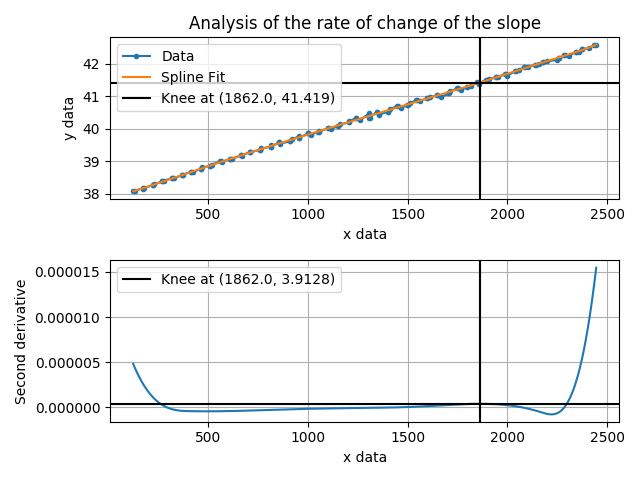 Analysis of the rate of change of the slope
Data
Spline Fit
Knee at (1862.0, 41.419)
42
41
40
39
38
y data
500
1000
1500
2000
2500
x data
Knee at (1862.0, 3.9128)
0.000015
0.000010
0.000005
0.000000
Second derivative
500
1000
1500
2000
2500
x data